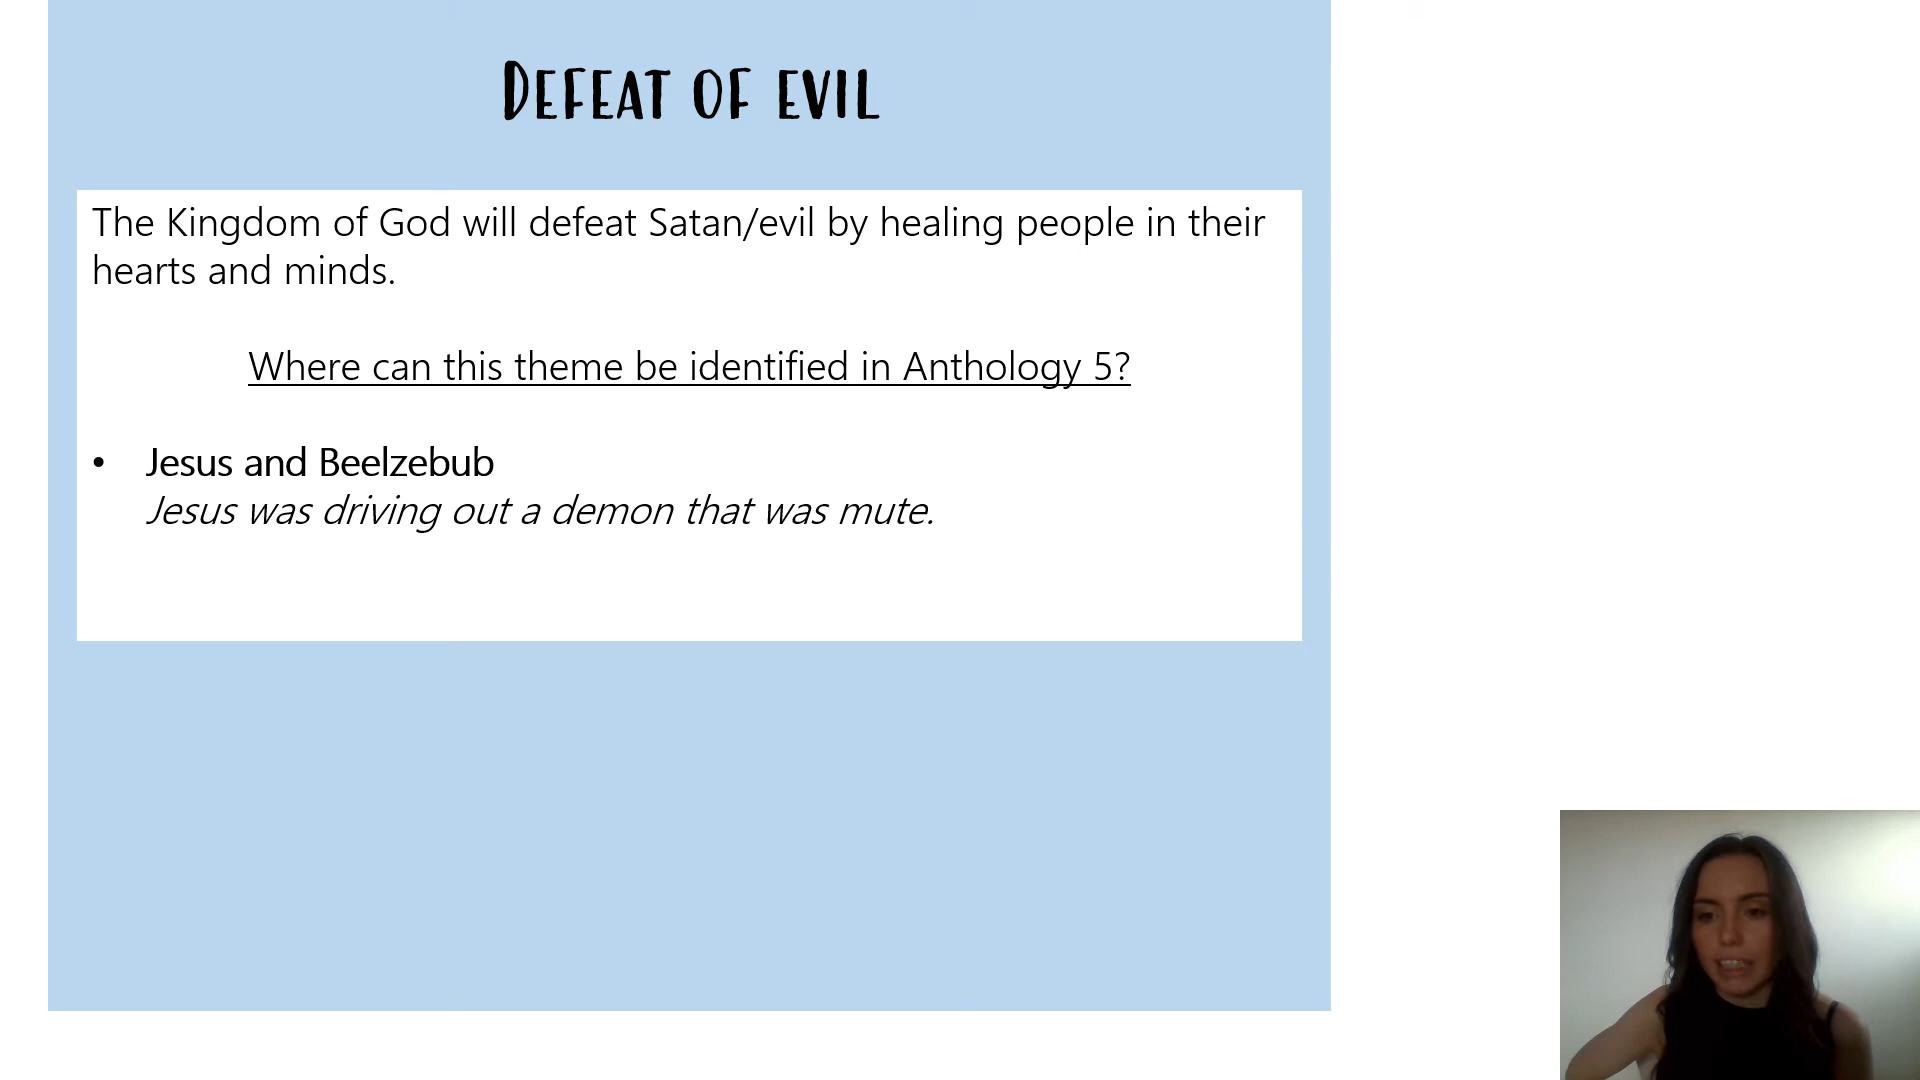 DEFEAT OF EVIL
The Kingdom of God will defeat Satan/evil by healing people in their
hearts and minds.
Where can this theme be identified in Anthology 5?
• Jesus and Beelzebub
Jesus was driving out a demon that was mute.